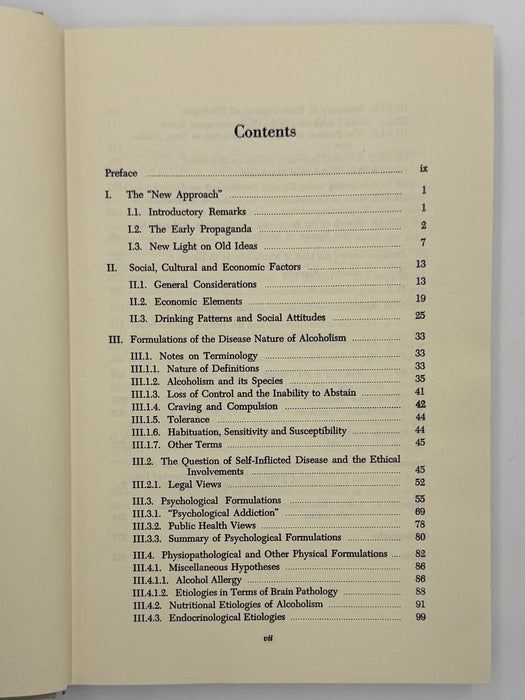 Contents
Preface ix
I. The "New Approach" 1
I.1. Introductory Remarks 1
I.2. The Early Propaganda 2
I.3. New Light on Old Ideas 7
II. Social, Cultural and Economic Factors 13
II.1. General Considerations 13
II.2. Economic Elements 19
II.3. Drinking Patterns and Social Attitudes 25
III. Formulations of the Disease Nature of Alcoholism 33
III.1. Notes on Terminology 33
III.1.1. Nature of Definitions 33
III.1.2. Alcoholism and its Species 35
III.1.3. Loss of Control and the Inability to Abstain 41
III.1.4. Craving and Compulsion 42
III.1.5. Tolerance 44
III.1.6. Habituation, Sensitivity and Susceptibility 44
III.1.7. Other Terms 45
III.2. The Question of Self-Inflicted Disease and the Ethical
Involvements 45
III.2.1. Legal Views 52
III.3. Psychological Formulations 55
III.3.1. "Psychological Addiction" 69
III.3.2. Public Health Views 78
III.3.3. Summary of Psychological Formulations 80
III.4. Physiopathological and Other Physical Formulations 82
III.4.1. Miscellaneous Hypotheses 86
III.4.1.1. Alcohol Allergy 86
III.4.1.2. Etiologies in Terms of Brain Pathology 88
III.4.2. Nutritional Etiologies of Alcoholism 91
III.4.3. Endocrinological Etiologies 99
vii